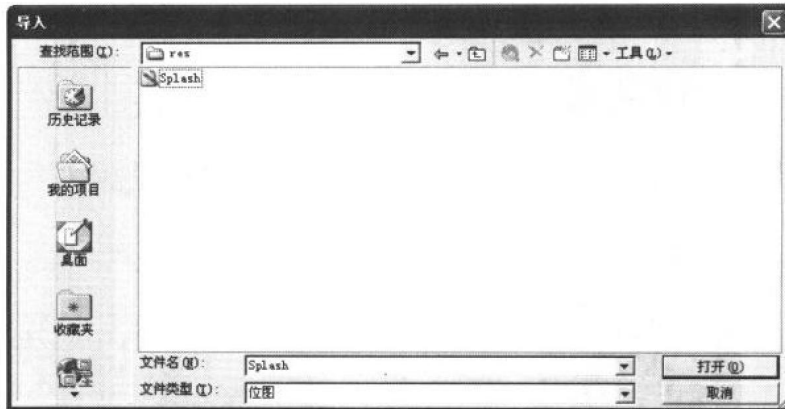 导入
查找范围(I):
res
工具(L)
Splash
历史记录
我的项目
桌面
收藏夹
文件名(N):
Splash
打开(O)
文件类型(T):
位图
取消